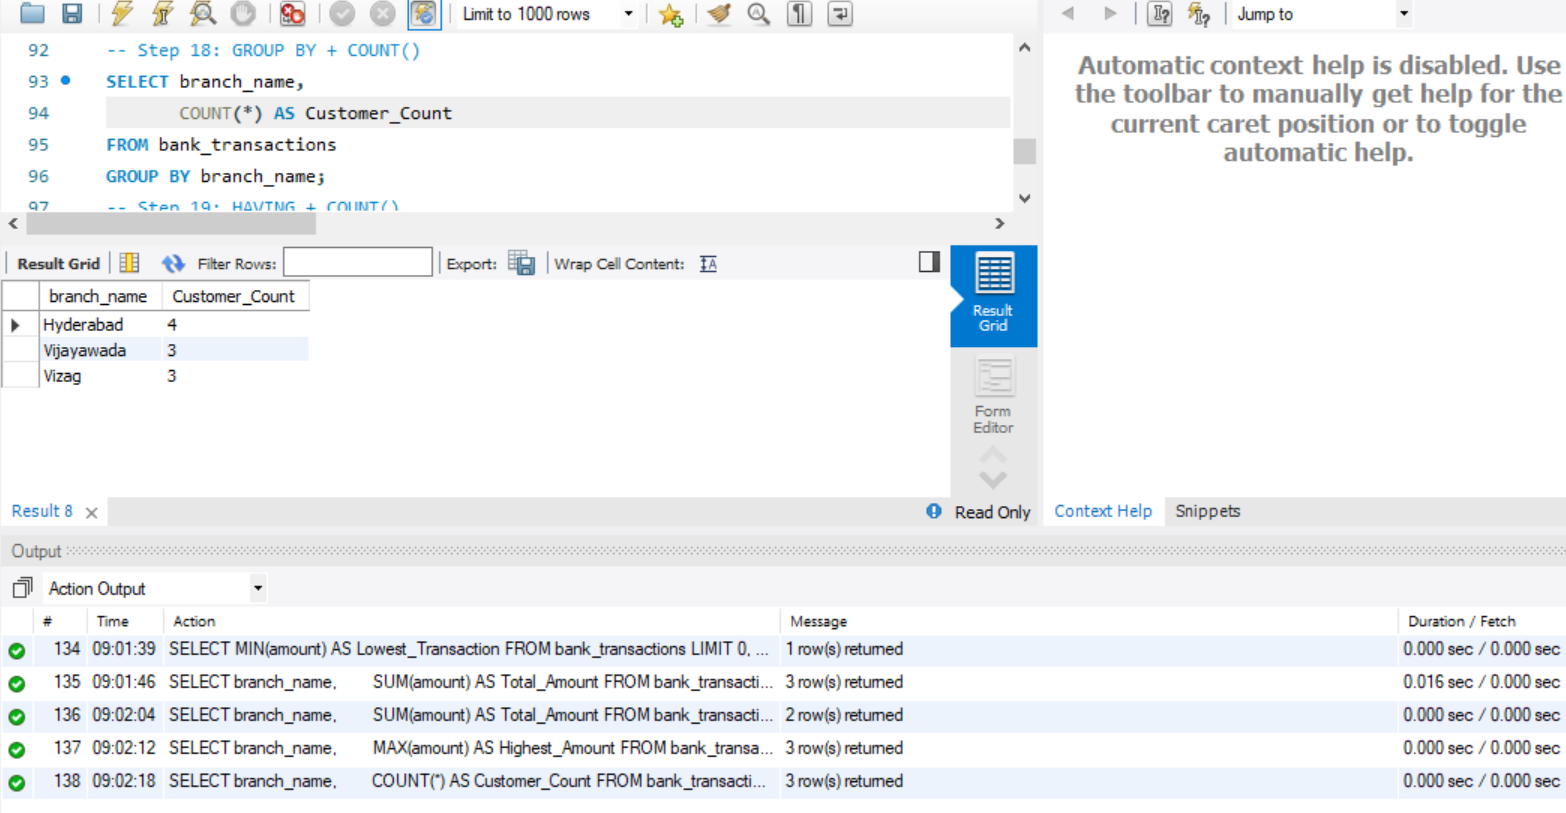 Limit to 1000 rows
Jump to
92 -- Step 18: GROUP BY + COUNT()
93 SELECT branch_name,
94 COUNT(*) AS Customer_Count
95 FROM bank_transactions
96 GROUP BY branch_name;
97 -- Step 19: HAVING + COUNT()
Automatic context help is disabled. Use
the toolbar to manually get help for the
current caret position or to toggle
automatic help.
Result Grid Filter Rows: Export: Wrap Cell Content:
branch_name Customer_Count
Hyderabad 4
Vijayawada 3
Vizag 3
Result
Grid
Form
Editor
Result 8
Read Only
Context Help Snippets
Output
Action Output
# Time Action Message Duration / Fetch
134 09:01:39 SELECT MIN(amount) AS Lowest_Transaction FROM bank_transactions LIMIT 0, ... 1 row(s) returned 0.000 sec / 0.000 sec
135 09:01:46 SELECT branch_name, SUM(amount) AS Total_Amount FROM bank_transacti... 3 row(s) returned 0.016 sec / 0.000 sec
136 09:02:04 SELECT branch_name, SUM(amount) AS Total_Amount FROM bank_transacti... 2 row(s) returned 0.000 sec / 0.000 sec
137 09:02:12 SELECT branch_name, MAX(amount) AS Highest_Amount FROM bank_transa... 3 row(s) returned 0.000 sec / 0.000 sec
138 09:02:18 SELECT branch_name, COUNT(*) AS Customer_Count FROM bank_transacti... 3 row(s) returned 0.000 sec / 0.000 sec